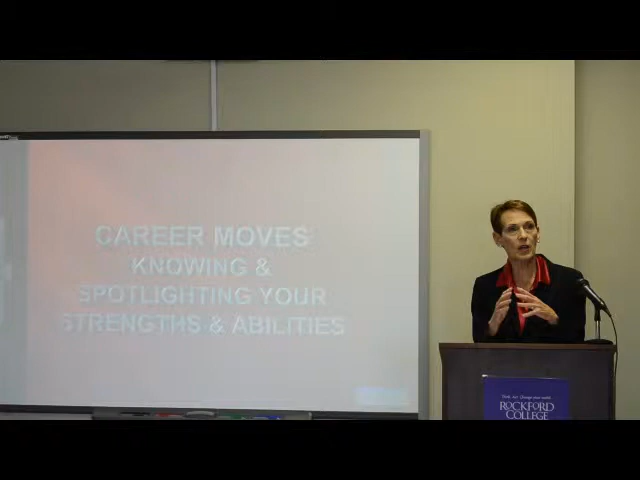 CAREER MOVES
KNOWING &
SPOTLIGHTING YOUR
STRENGTHS & ABILITIES
ROCKFORD
COLLEGE